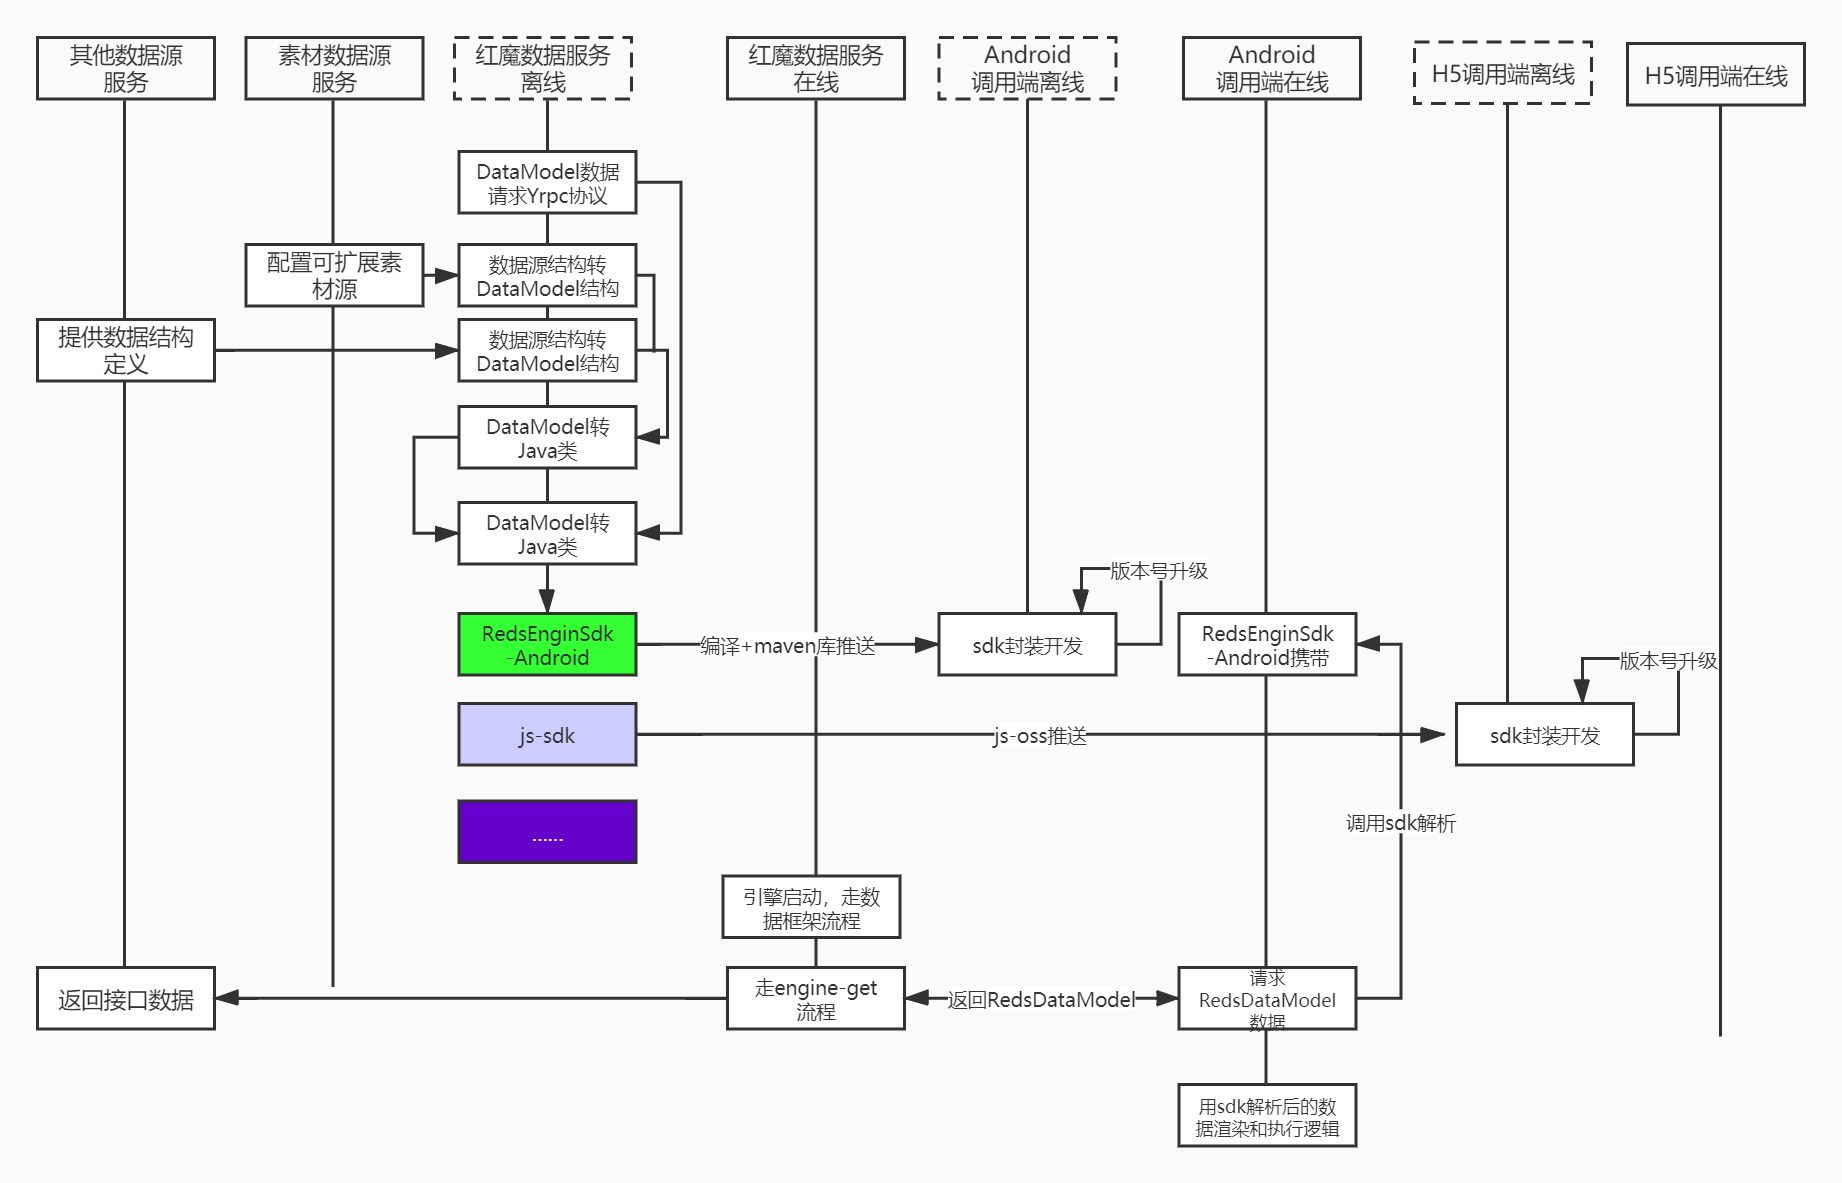 其他数据源
服务
素材数据源
服务
红魔数据服务
离线
红魔数据服务
在线
Android
调用端离线
Android
调用端在线
H5调用端离线
H5调用端在线
DataModel数据
请求Yrpc协议
配置可扩展素
材源
数据源结构转
DataModel结构
提供数据结构
定义
数据源结构转
DataModel结构
DataModel转
Java类
DataModel转
Java类
版本号升级
RedsEnginSdk
-Android
编译+maven库推送
sdk封装开发
RedsEnginSdk
-Android携带
版本号升级
js-sdk
js-oss推送
sdk封装开发
调用sdk解析
......
引擎启动，走数
据框架流程
返回接口数据
走engine-get
流程
返回RedsDataModel
请求
RedsDataModel
数据
用sdk解析后的数
据渲染和执行逻辑